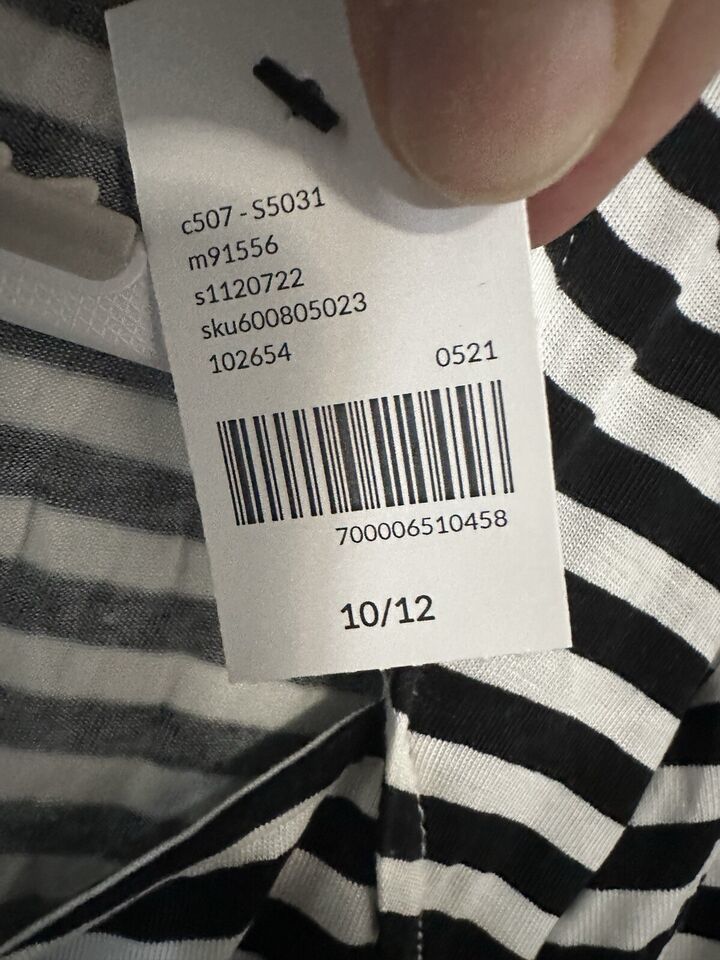 c507 - S5031
m91556
s1120722
sku600805023
102654 0521
700006510458
10/12